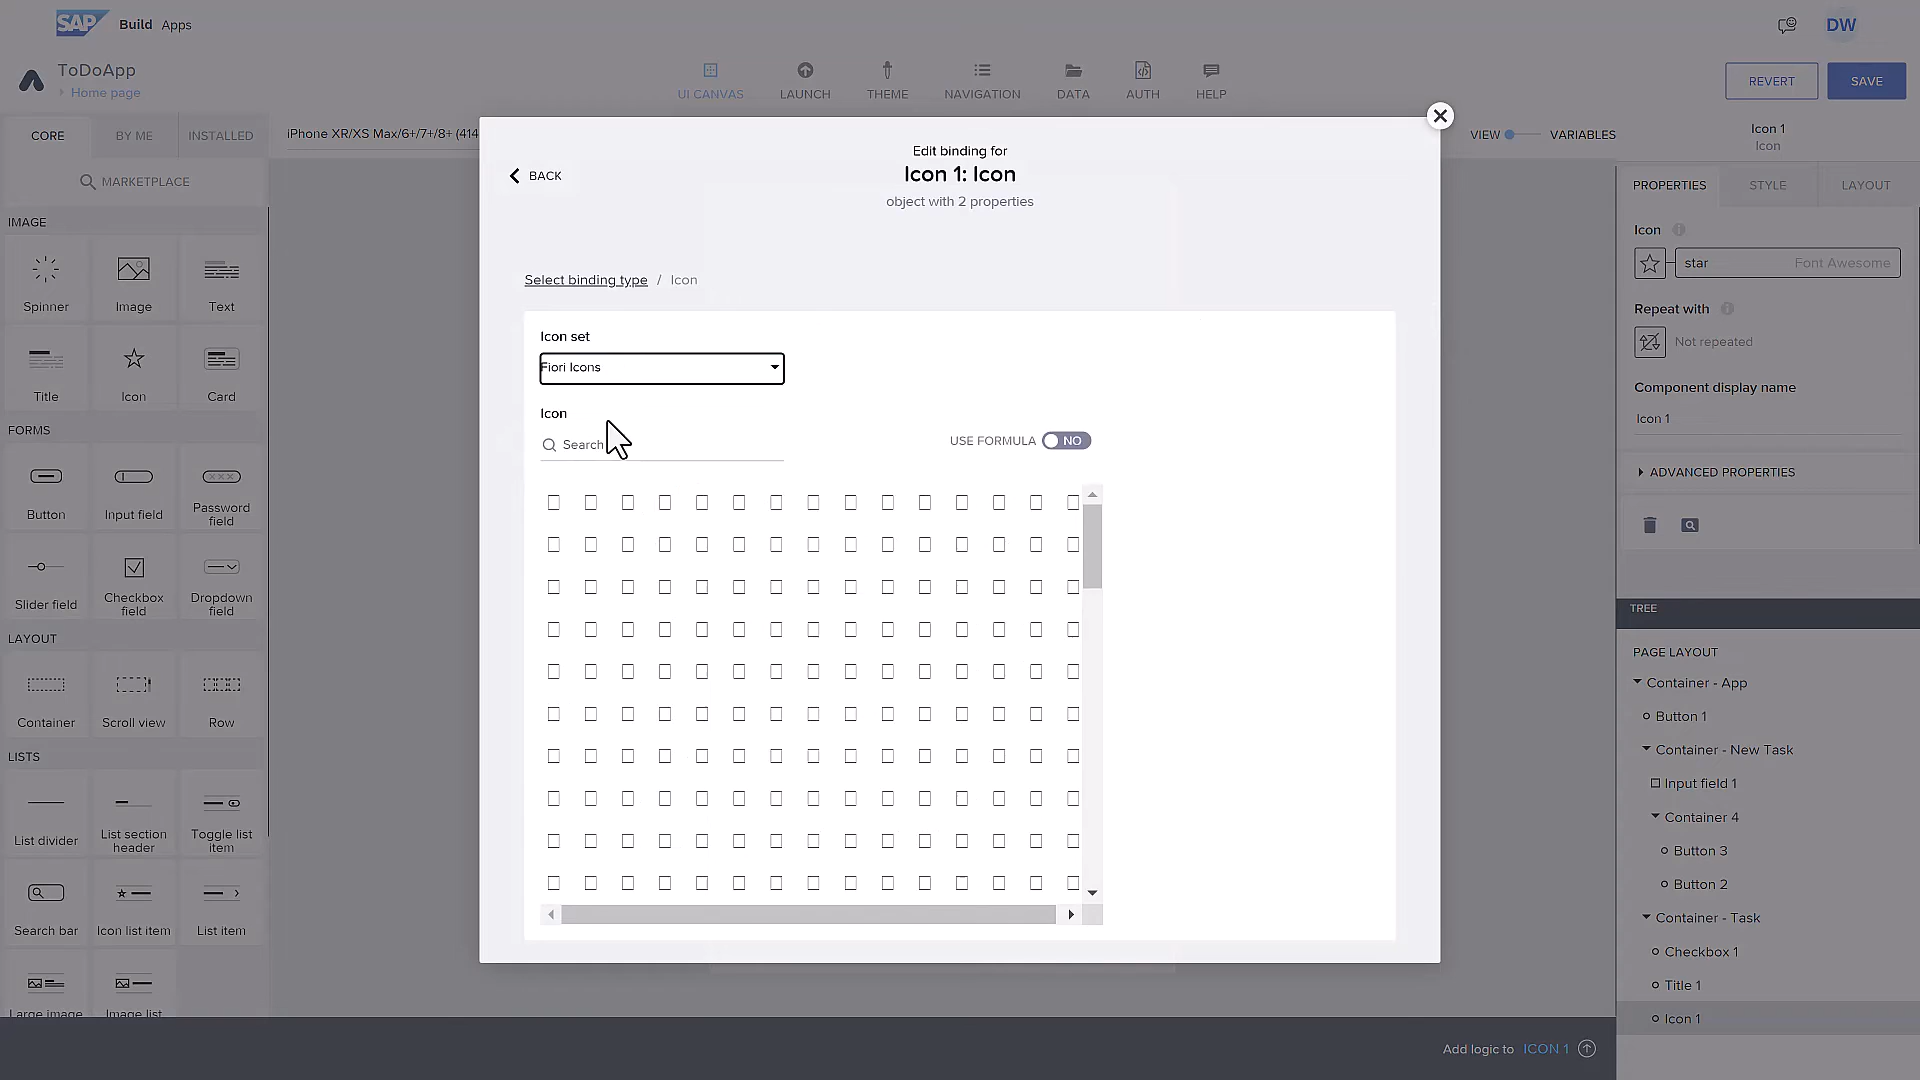 SAP Build Apps
DW
ToDoApp
Home page
UI CANVAS
LAUNCH
THEME
NAVIGATION
DATA
AUTH
HELP
REVERT
SAVE
CORE
BY ME
INSTALLED
iPhone XR/XS Max/6+/7+/8+ (414
VIEW
VARIABLES
Icon 1
Icon
MARKETPLACE
IMAGE
Spinner
Image
Text
Title
Icon
Card
FORMS
Button
Input field
Password
field
Slider field
Checkbox
field
Dropdown
field
LAYOUT
Container
Scroll view
Row
LISTS
List divider
List section
header
Toggle list
item
Search bar
Icon list item
List item
Large image
Image list
BACK
Edit binding for
Icon 1: Icon
object with 2 properties
Select binding type / Icon
Icon set
Fiori Icons
Icon
Search
USE FORMULA
NO
PROPERTIES
STYLE
LAYOUT
Icon
star
Font Awesome
Repeat with
Not repeated
Component display name
Icon 1
ADVANCED PROPERTIES
TREE
PAGE LAYOUT
Container - App
Button 1
Container - New Task
Input field 1
Container 4
Button 3
Button 2
Container - Task
Checkbox 1
Title 1
Icon 1
Add logic to ICON 1